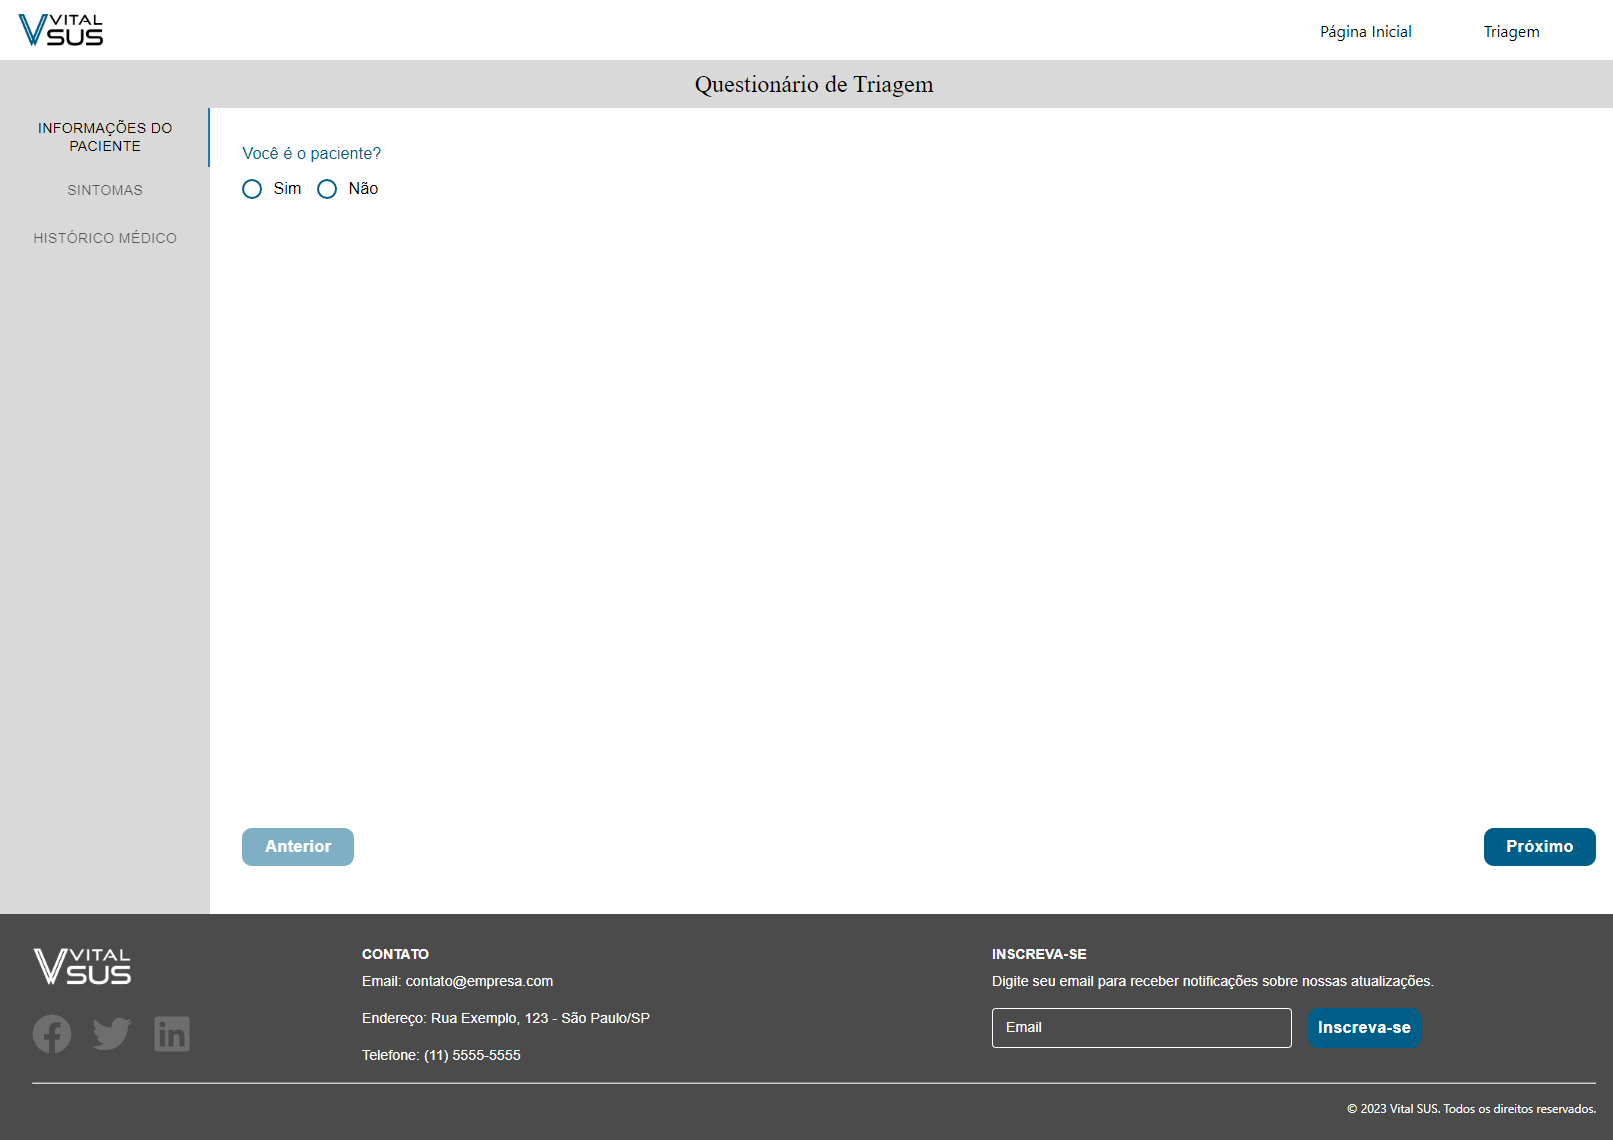 VITAL
SUS
Página Inicial
Triagem
Questionário de Triagem
INFORMAÇÕES DO
PACIENTE
SINTOMAS
HISTÓRICO MÉDICO
Você é o paciente?
Sim
Não
Anterior
Próximo
VITAL
SUS
CONTATO
Email: contato@empresa.com
Endereço: Rua Exemplo, 123 - São Paulo/SP
Telefone: (11) 5555-5555
INSCREVA-SE
Digite seu email para receber notificações sobre nossas atualizações.
Email
Inscreva-se
© 2023 Vital SUS. Todos os direitos reservados.